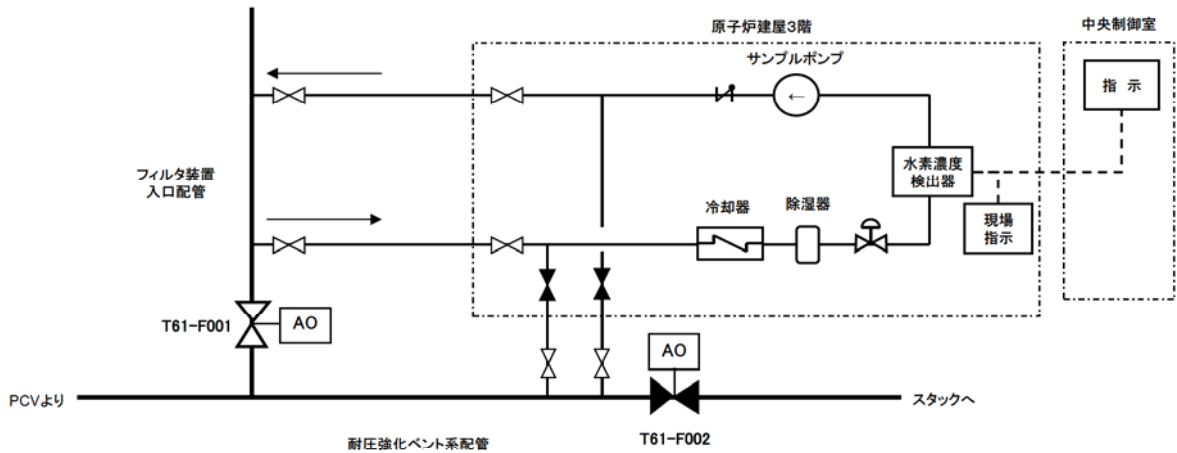 原子炉建屋3階
中央制御室
サンプルポンプ
指 示
←
水素濃度
検出器
フィルタ装置
入口配管
冷却器
除湿器
現場
指示
T61-F001
AO
AO
PCVより
スタックへ
T61-F002
耐圧強化ベント系配管